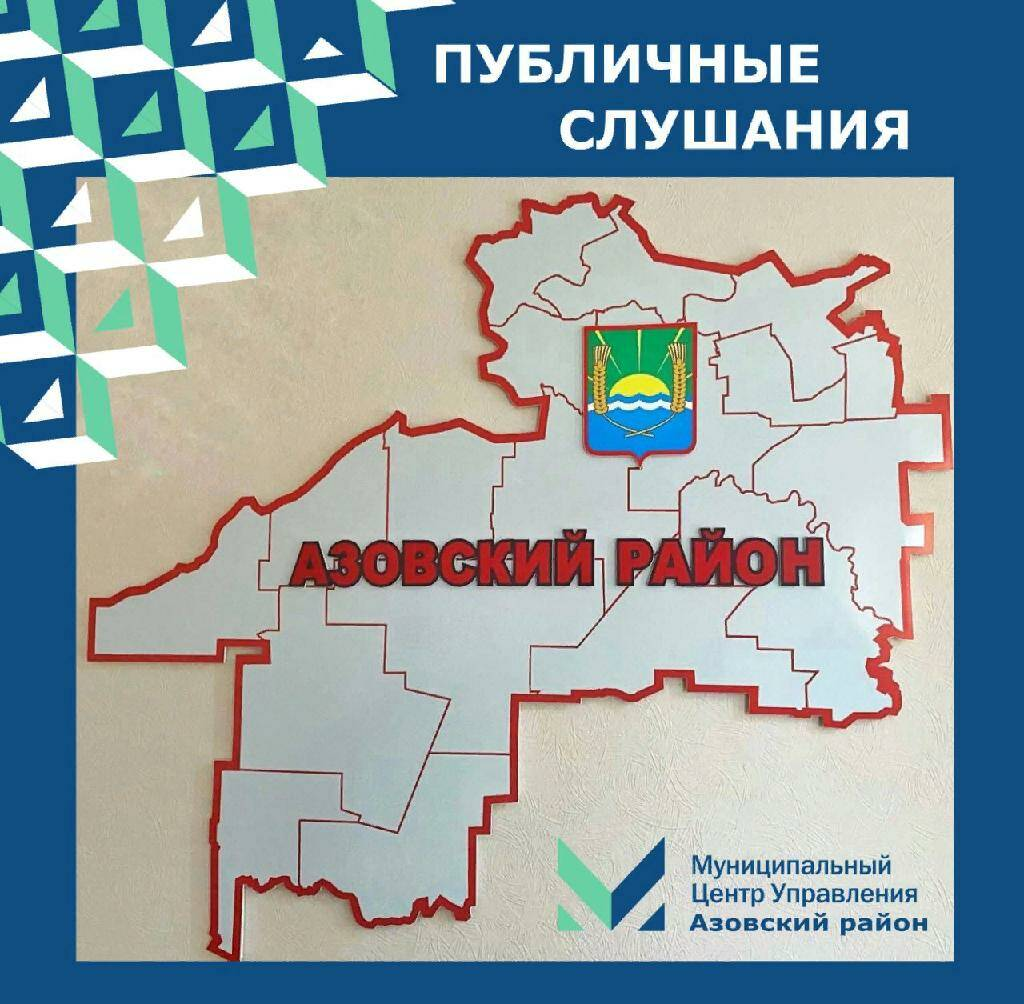 ПУБЛИЧНЫЕ
СЛУШАНИЯ
АЗОВСКИЙ РАЙОН
Муниципальный
Центр Управления
Азовский район